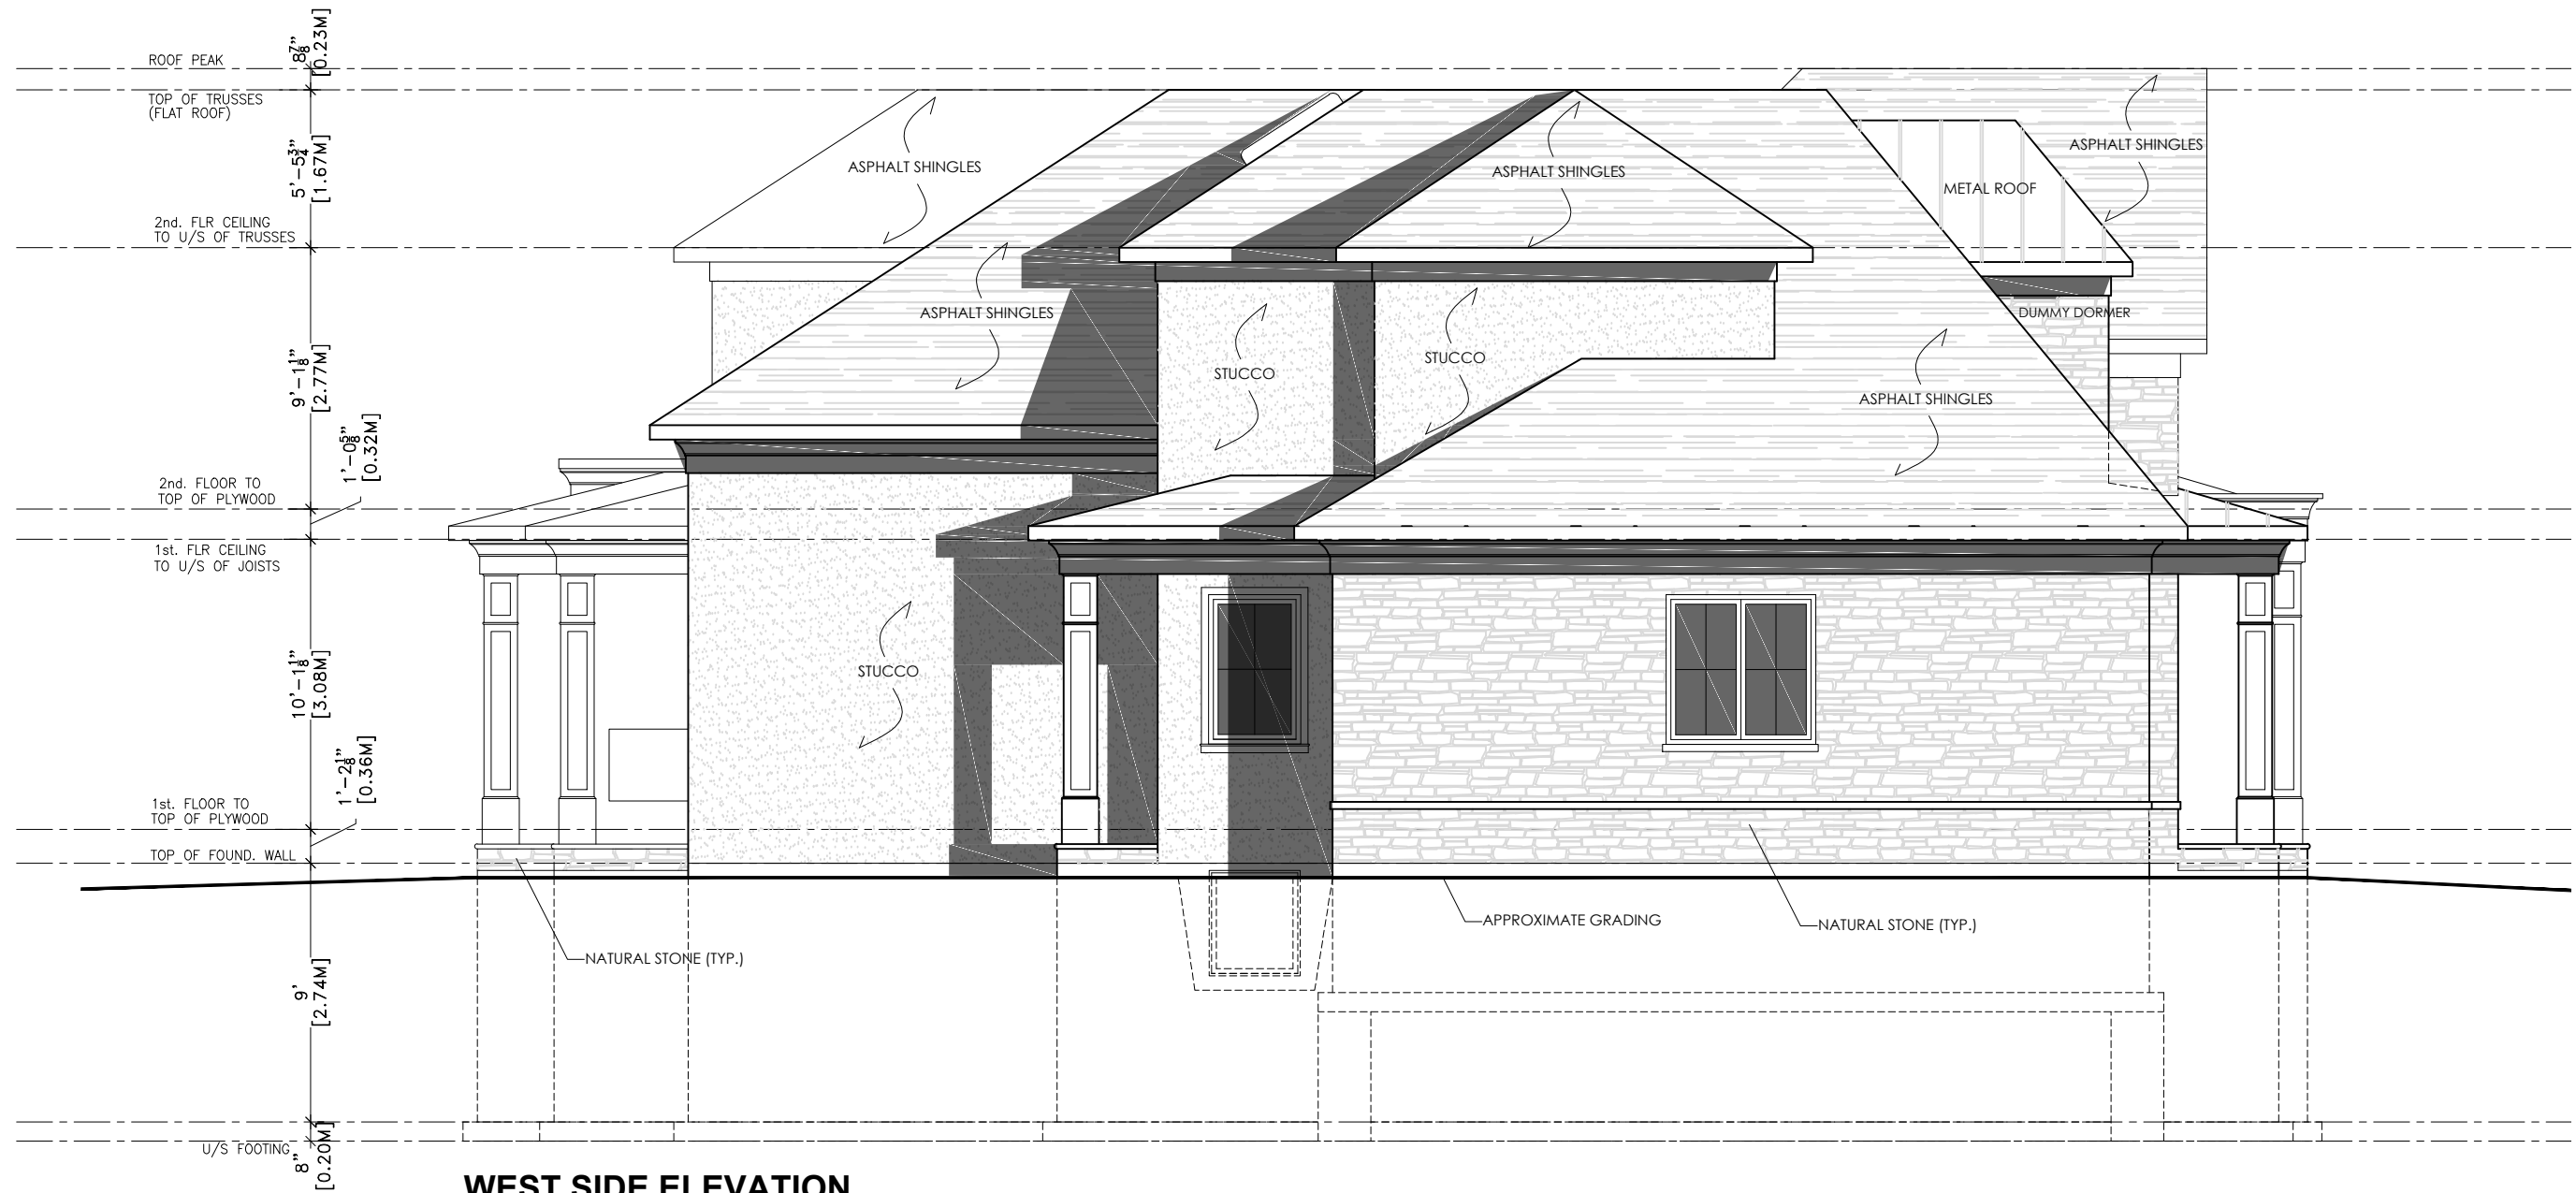 8⅞"
[0.23M]
ROOF PEAK
TOP OF TRUSSES
(FLAT ROOF)
5'-5¾"
[1.67M]
ASPHALT SHINGLES
ASPHALT SHINGLES
ASPHALT SHINGLES
METAL ROOF
2nd. FLR CEILING
TO U/S OF TRUSSES
ASPHALT SHINGLES
DUMMY DORMER
9'-1⅛"
[2.77M]
STUCCO
STUCCO
ASPHALT SHINGLES
1'-0⅝"
[0.32M]
2nd. FLOOR TO
TOP OF PLYWOOD
1st. FLR CEILING
TO U/S OF JOISTS
10'-1⅛"
[3.08M]
STUCCO
1'-2⅛"
[0.36M]
1st. FLOOR TO
TOP OF PLYWOOD
TOP OF FOUND. WALL
APPROXIMATE GRADING
NATURAL STONE (TYP.)
NATURAL STONE (TYP.)
9'
[2.74M]
U/S FOOTING
8"
[0.20M]
WEST SIDE ELEVATION